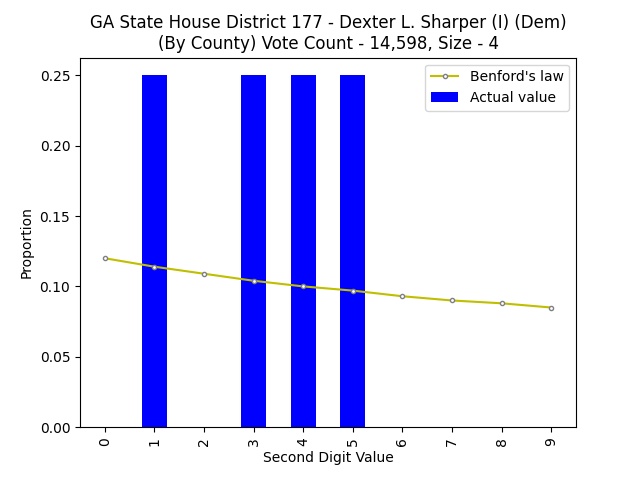 GA State House District 177 - Dexter L. Sharper (I) (Dem)
(By County) Vote Count - 14,598, Size - 4
Benford's law
Actual value
0.25
0.20
0.15
0.10
0.05
0.00
Proportion
0 1 2 3 4 5 6 7 8 9
Second Digit Value